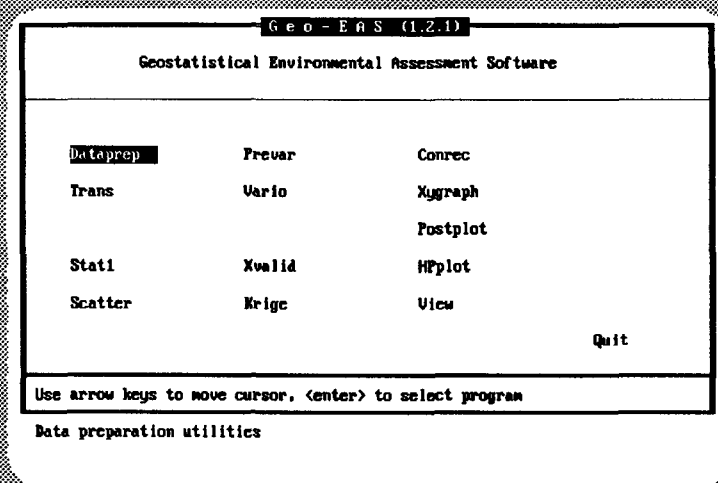 Geo-EAS (1.2.1)
Geostatistical Environmental Assessment Software
Dataprep Prevar Conrec
Trans Vario Xygraph
Postplot
Stat1 Xvalid HPplot
Scatter Krige View
Quit
Use arrow keys to move cursor, <enter> to select program
Data preparation utilities